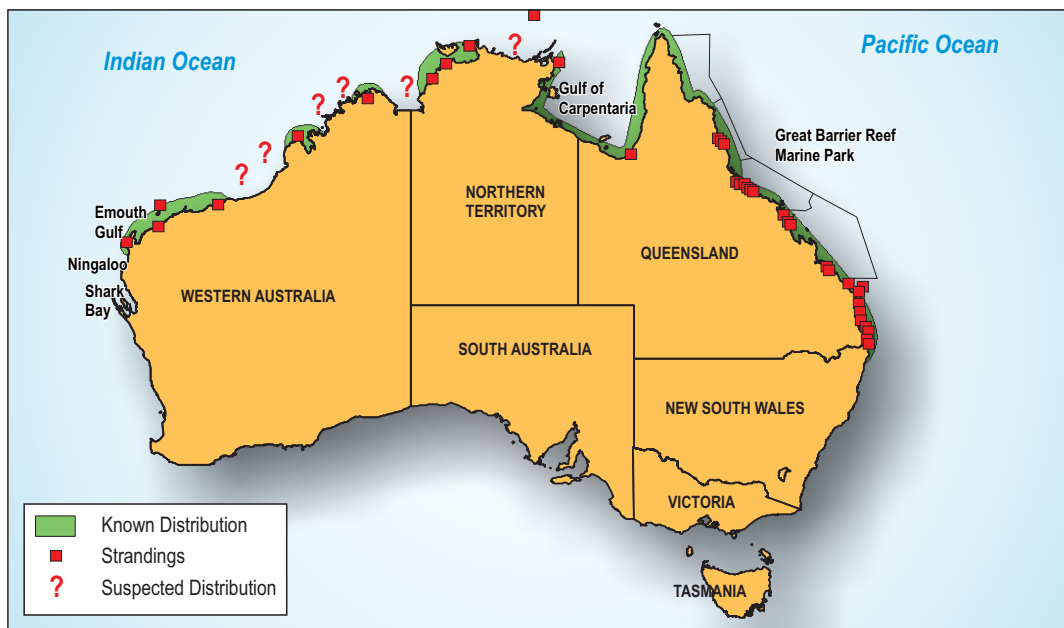 Indian Ocean
Pacific Ocean
?
?
?
?
?
?
Gulf of
Carpentaria
Great Barrier Reef
Marine Park
NORTHERN
TERRITORY
Emouth
Gulf
QUEENSLAND
Ningaloo
Shark
Bay
WESTERN AUSTRALIA
SOUTH AUSTRALIA
NEW SOUTH WALES
VICTORIA
TASMANIA
Known Distribution
Strandings
? Suspected Distribution